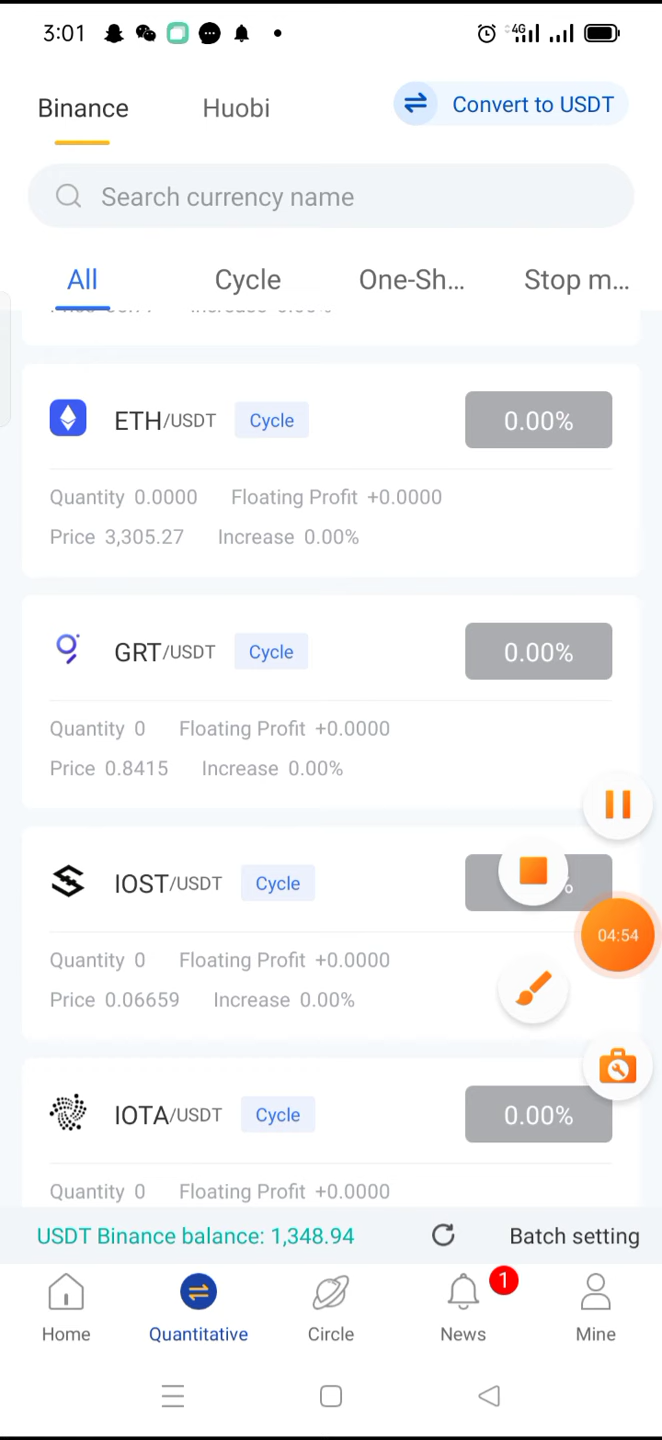 3:01
4G
Binance Huobi Convert to USDT
Search currency name
All Cycle One-Sh... Stop m...
ETH/USDT Cycle 0.00%
Quantity 0.0000 Floating Profit +0.0000
Price 3,305.27 Increase 0.00%
GRT/USDT Cycle 0.00%
Quantity 0 Floating Profit +0.0000
Price 0.8415 Increase 0.00%
IOST/USDT Cycle %
04:54
Quantity 0 Floating Profit +0.0000
Price 0.06659 Increase 0.00%
IOTA/USDT Cycle 0.00%
Quantity 0 Floating Profit +0.0000
USDT Binance balance: 1,348.94 Batch setting
1
Home Quantitative Circle News Mine